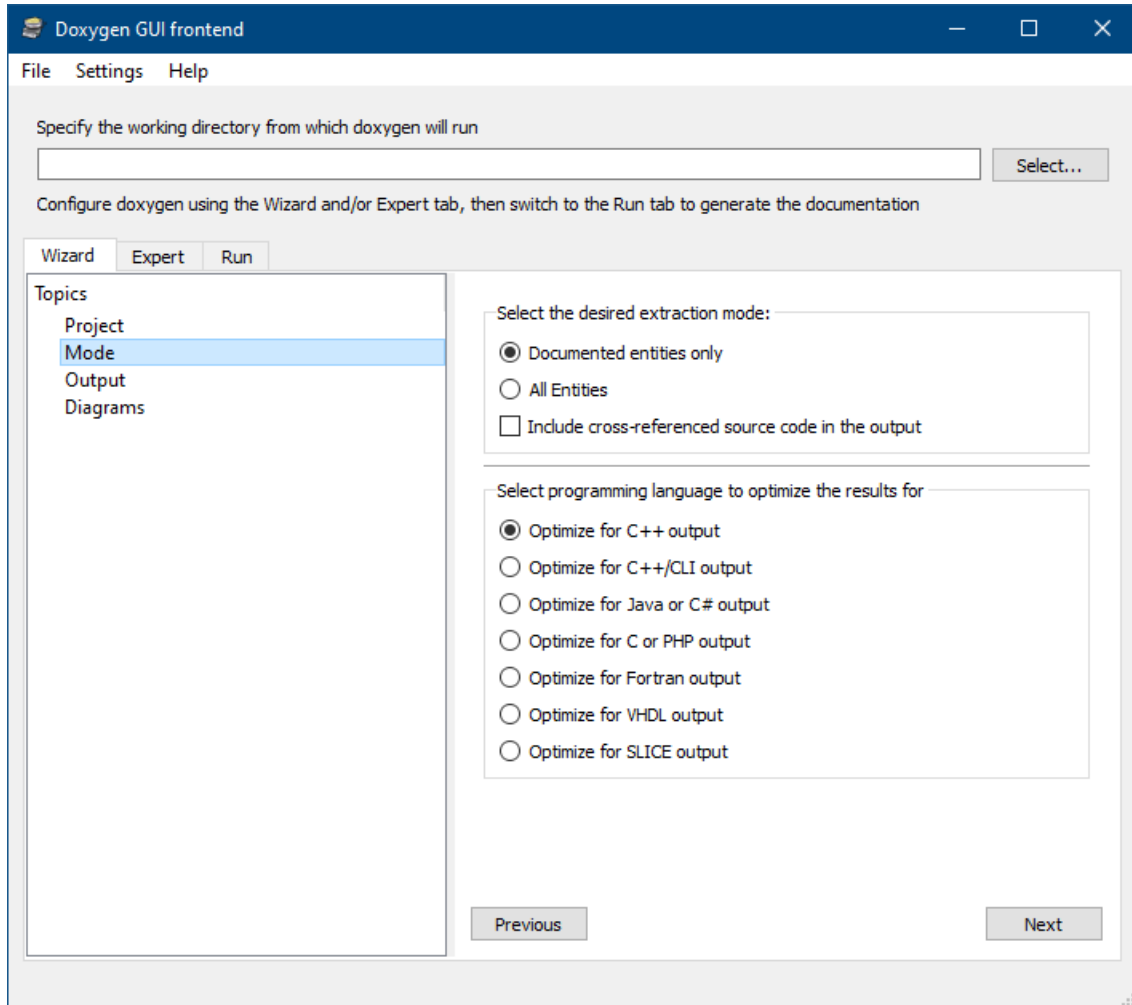 Doxygen GUI frontend
File Settings Help
Specify the working directory from which doxygen will run
Select...
Configure doxygen using the Wizard and/or Expert tab, then switch to the Run tab to generate the documentation
Wizard Expert Run
Topics
Project
Mode
Output
Diagrams
Select the desired extraction mode:
Documented entities only
All Entities
Include cross-referenced source code in the output
Select programming language to optimize the results for
Optimize for C++ output
Optimize for C++/CLI output
Optimize for Java or C# output
Optimize for C or PHP output
Optimize for Fortran output
Optimize for VHDL output
Optimize for SLICE output
Previous Next